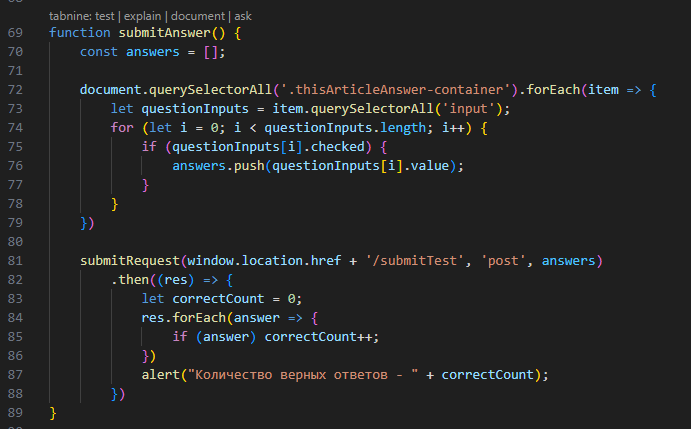 tabnine: test | explain | document | ask
69 function submitAnswer() {
70     const answers = [];
71
72     document.querySelectorAll('.thisArticleAnswer-container').forEach(item => {
73         let questionInputs = item.querySelectorAll('input');
74         for (let i = 0; i < questionInputs.length; i++) {
75             if (questionInputs[i].checked) {
76                 answers.push(questionInputs[i].value);
77             }
78         }
79     })
80
81     submitRequest(window.location.href + '/submitTest', 'post', answers)
82         .then((res) => {
83             let correctCount = 0;
84             res.forEach(answer => {
85                 if (answer) correctCount++;
86             })
87             alert("Количество верных ответов - " + correctCount);
88         })
89 }